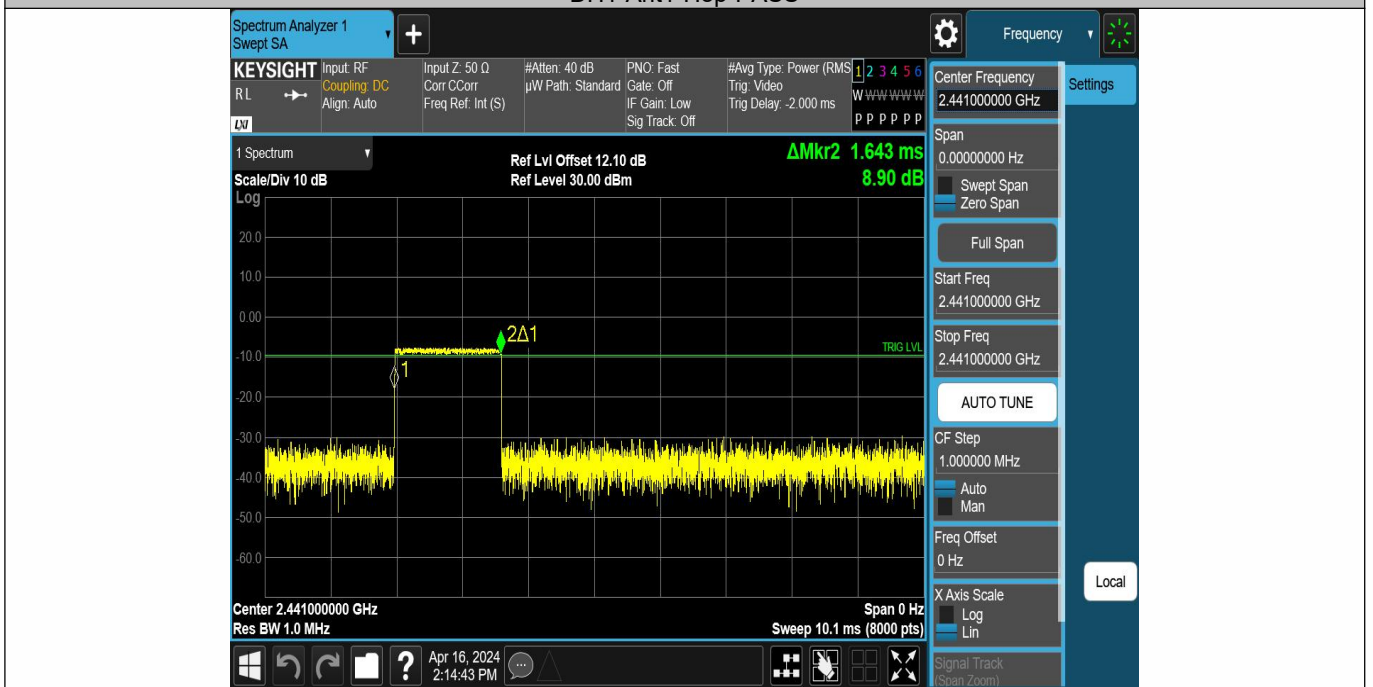 Spectrum Analyzer 1
Swept SA
Frequency
KEYSIGHT
R L
LXI
Input: RF
Coupling: DC
Align: Auto
Input Z: 50 Ω
Corr CCorr
Freq Ref: Int (S)
#Atten: 40 dB
µW Path: Standard
PNO: Fast
Gate: Off
IF Gain: Low
Sig Track: Off
#Avg Type: Power (RMS
Trig: Video
Trig Delay: -2.000 ms
1 2 3 4 5 6
W W W W W W
P P P P P P
1 Spectrum
Scale/Div 10 dB
Log
Ref Lvl Offset 12.10 dB
Ref Level 30.00 dBm
ΔMkr2 1.643 ms
8.90 dB
20.0
10.0
0.00
-10.0
-20.0
-30.0
-40.0
-50.0
-60.0
2Δ1
1
TRIG LVL
Center 2.441000000 GHz
Res BW 1.0 MHz
Span 0 Hz
Sweep 10.1 ms (8000 pts)
?
Apr 16, 2024
2:14:43 PM
Center Frequency
2.441000000 GHz
Settings
Span
0.00000000 Hz
Swept Span
Zero Span
Full Span
Start Freq
2.441000000 GHz
Stop Freq
2.441000000 GHz
AUTO TUNE
CF Step
1.000000 MHz
Auto
Man
Freq Offset
0 Hz
X Axis Scale
Log
Lin
Local
Signal Track
(Span Zoom)